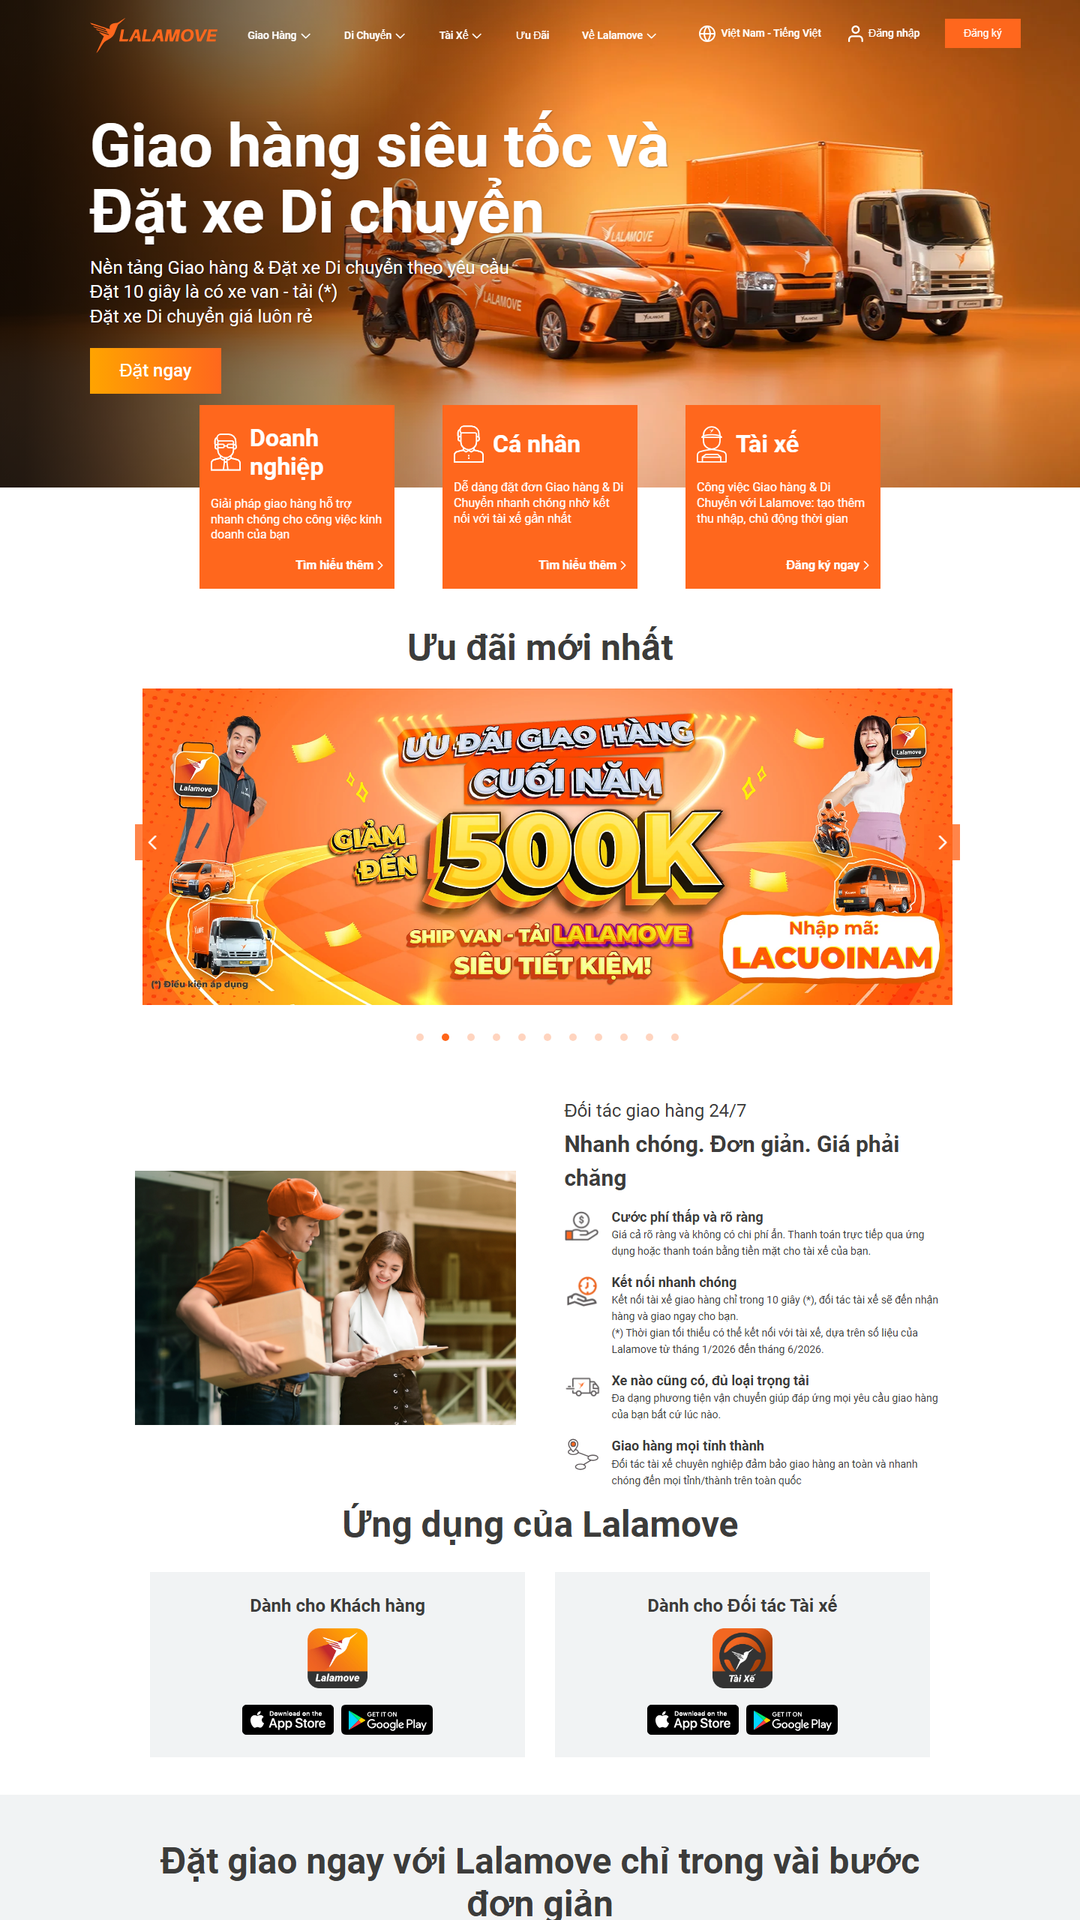 LALAMOVE
Giao Hàng
Di Chuyển
Tài Xế
Ưu Đãi
Về Lalamove
Việt Nam - Tiếng Việt
Đăng nhập
Đăng ký
Giao hàng siêu tốc và
Đặt xe Di chuyển
Nền tảng Giao hàng & Đặt xe Di chuyển theo yêu cầu
Đặt 10 giây là có xe van - tải (*)
Đặt xe Di chuyển giá luôn rẻ
Đặt ngay
LALAMOVE
LALAMOVE
Doanh
nghiệp
Giải pháp giao hàng hỗ trợ
nhanh chóng cho công việc kinh
doanh của bạn
Tìm hiểu thêm
Cá nhân
Dễ dàng đặt đơn Giao hàng & Di
Chuyển nhanh chóng nhờ kết
nối với tài xế gần nhất
Tìm hiểu thêm
Tài xế
Công việc Giao hàng & Di
Chuyển với Lalamove: tạo thêm
thu nhập, chủ động thời gian
Đăng ký ngay
Ưu đãi mới nhất
ƯU ĐÃI GIAO HÀNG
CUỐI NĂM
GIẢM
ĐẾN
500K
SHIP VAN - TẢI LALAMOVE
SIÊU TIẾT KIỆM!
Nhập mã:
LACUOINAM
Lalamove
Lalamove
(*) Điều kiện áp dụng
Đối tác giao hàng 24/7
Nhanh chóng. Đơn giản. Giá phải
chăng
Cước phí thấp và rõ ràng
Giá cả rõ ràng và không có chi phí ẩn. Thanh toán trực tiếp qua ứng
dụng hoặc thanh toán bằng tiền mặt cho tài xế của bạn.
Kết nối nhanh chóng
Kết nối tài xế giao hàng chỉ trong 10 giây (*), đối tác tài xế sẽ đến nhận
hàng và giao ngay cho bạn.
(*) Thời gian tối thiểu có thể kết nối với tài xế, dựa trên số liệu của
Lalamove từ tháng 1/2026 đến tháng 6/2026.
Xe nào cũng có, đủ loại trọng tải
Đa dạng phương tiện vận chuyển giúp đáp ứng mọi yêu cầu giao hàng
của bạn bất cứ lúc nào.
Giao hàng mọi tỉnh thành
Đối tác tài xế chuyên nghiệp đảm bảo giao hàng an toàn và nhanh
chóng đến mọi tỉnh/thành trên toàn quốc
Ứng dụng của Lalamove
Dành cho Khách hàng
Lalamove
Download on the
App Store
GET IT ON
Google Play
Dành cho Đối tác Tài xế
Tài Xế
Download on the
App Store
GET IT ON
Google Play
Đặt giao ngay với Lalamove chỉ trong vài bước
đơn giản